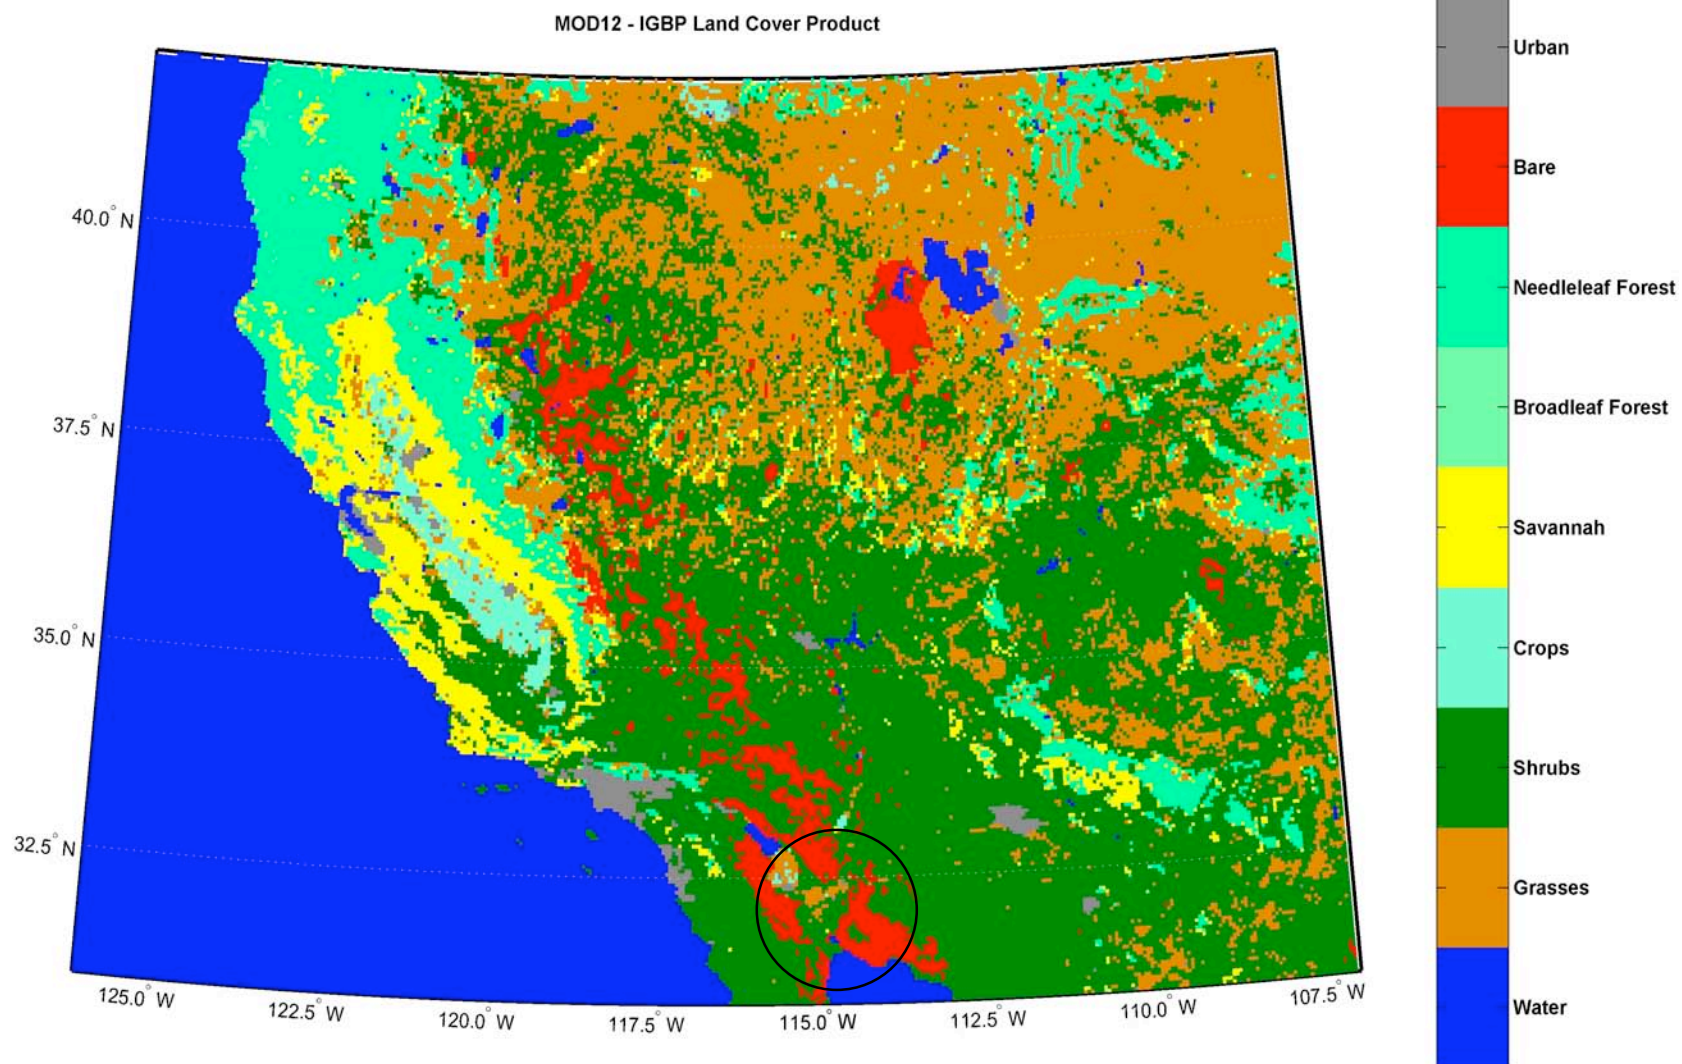 MOD12 - IGBP Land Cover Product
Urban
Bare
Needleleaf Forest
Broadleaf Forest
Savannah
Crops
Shrubs
Grasses
Water
40.0° N
37.5° N
35.0° N
32.5° N
125.0° W
122.5° W
120.0° W
117.5° W
115.0° W
112.5° W
110.0° W
107.5° W